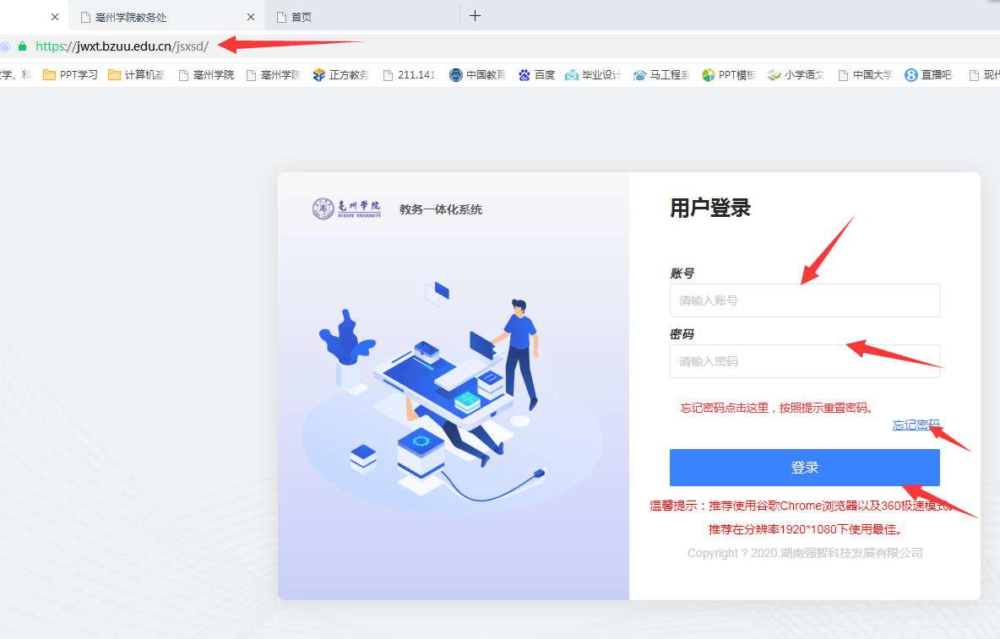 亳州学院教务处
首页
https://jwxt.bzuu.edu.cn/jsxsd/
学、科
PPT学习
计算机基
亳州学院
亳州学院
正方教务
211.141.
中国教育
百度
毕业设计
马工程系
PPT模板
小学语文
中国大学
直播吧-
现代
亳州学院
BOZHOU UNIVERSITY
教务一体化系统
用户登录
账号
请输入账号
密码
请输入密码
忘记密码点击这里，按照提示重置密码。
忘记密码
登录
温馨提示：推荐使用谷歌Chrome浏览器以及360极速模式。
推荐在分辨率1920*1080下使用最佳。
Copyright ? 2020.湖南强智科技发展有限公司